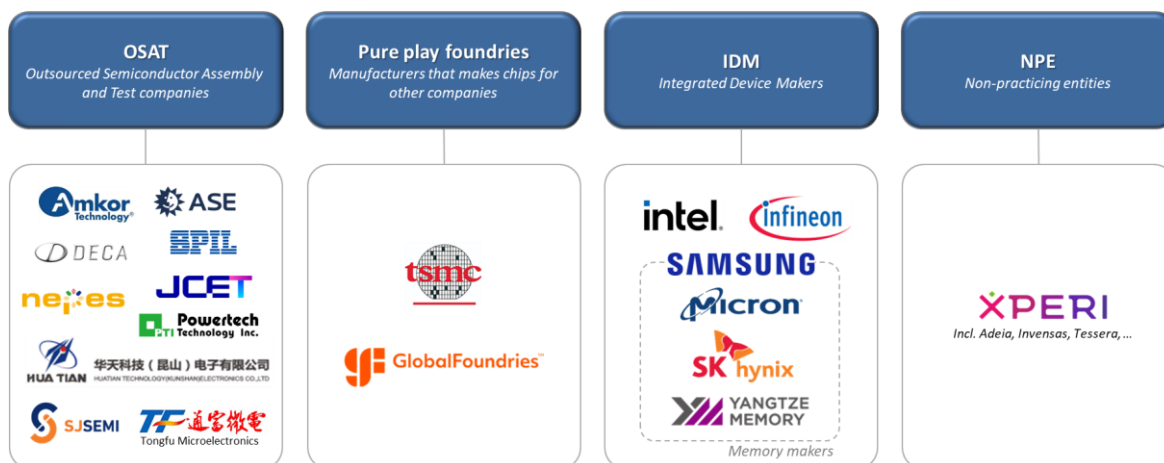 OSAT
Outsourced Semiconductor Assembly
and Test companies
Pure play foundries
Manufacturers that makes chips for
other companies
IDM
Integrated Device Makers
NPE
Non-practicing entities
Amkor
Technology®
ASE
DECA
SPIL
nepes
JCET
PTI Powertech
Technology Inc.
HUA TIAN
华天科技（昆山）电子有限公司
HUATIAN TECHNOLOGY(KUNSHAN)ELECTRONICS CO.,LTD
SJSEMI
TF 通富微電
Tongfu Microelectronics
tsmc
GF GlobalFoundries™
intel.
infineon
SAMSUNG
Micron®
SK hynix
YM YANGTZE
MEMORY
Memory makers
XPERI
Incl. Adeia, Invensas, Tessera, ...